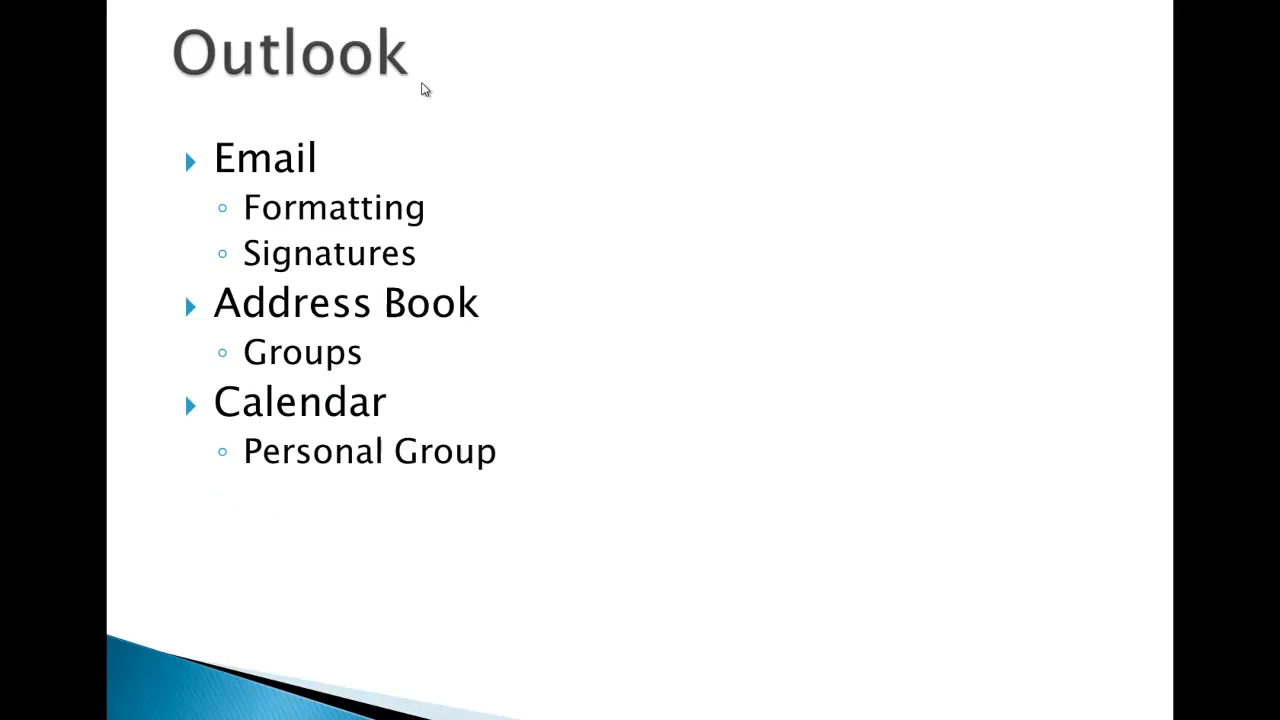 Outlook
Email
Formatting
Signatures
Address Book
Groups
Calendar
Personal Group